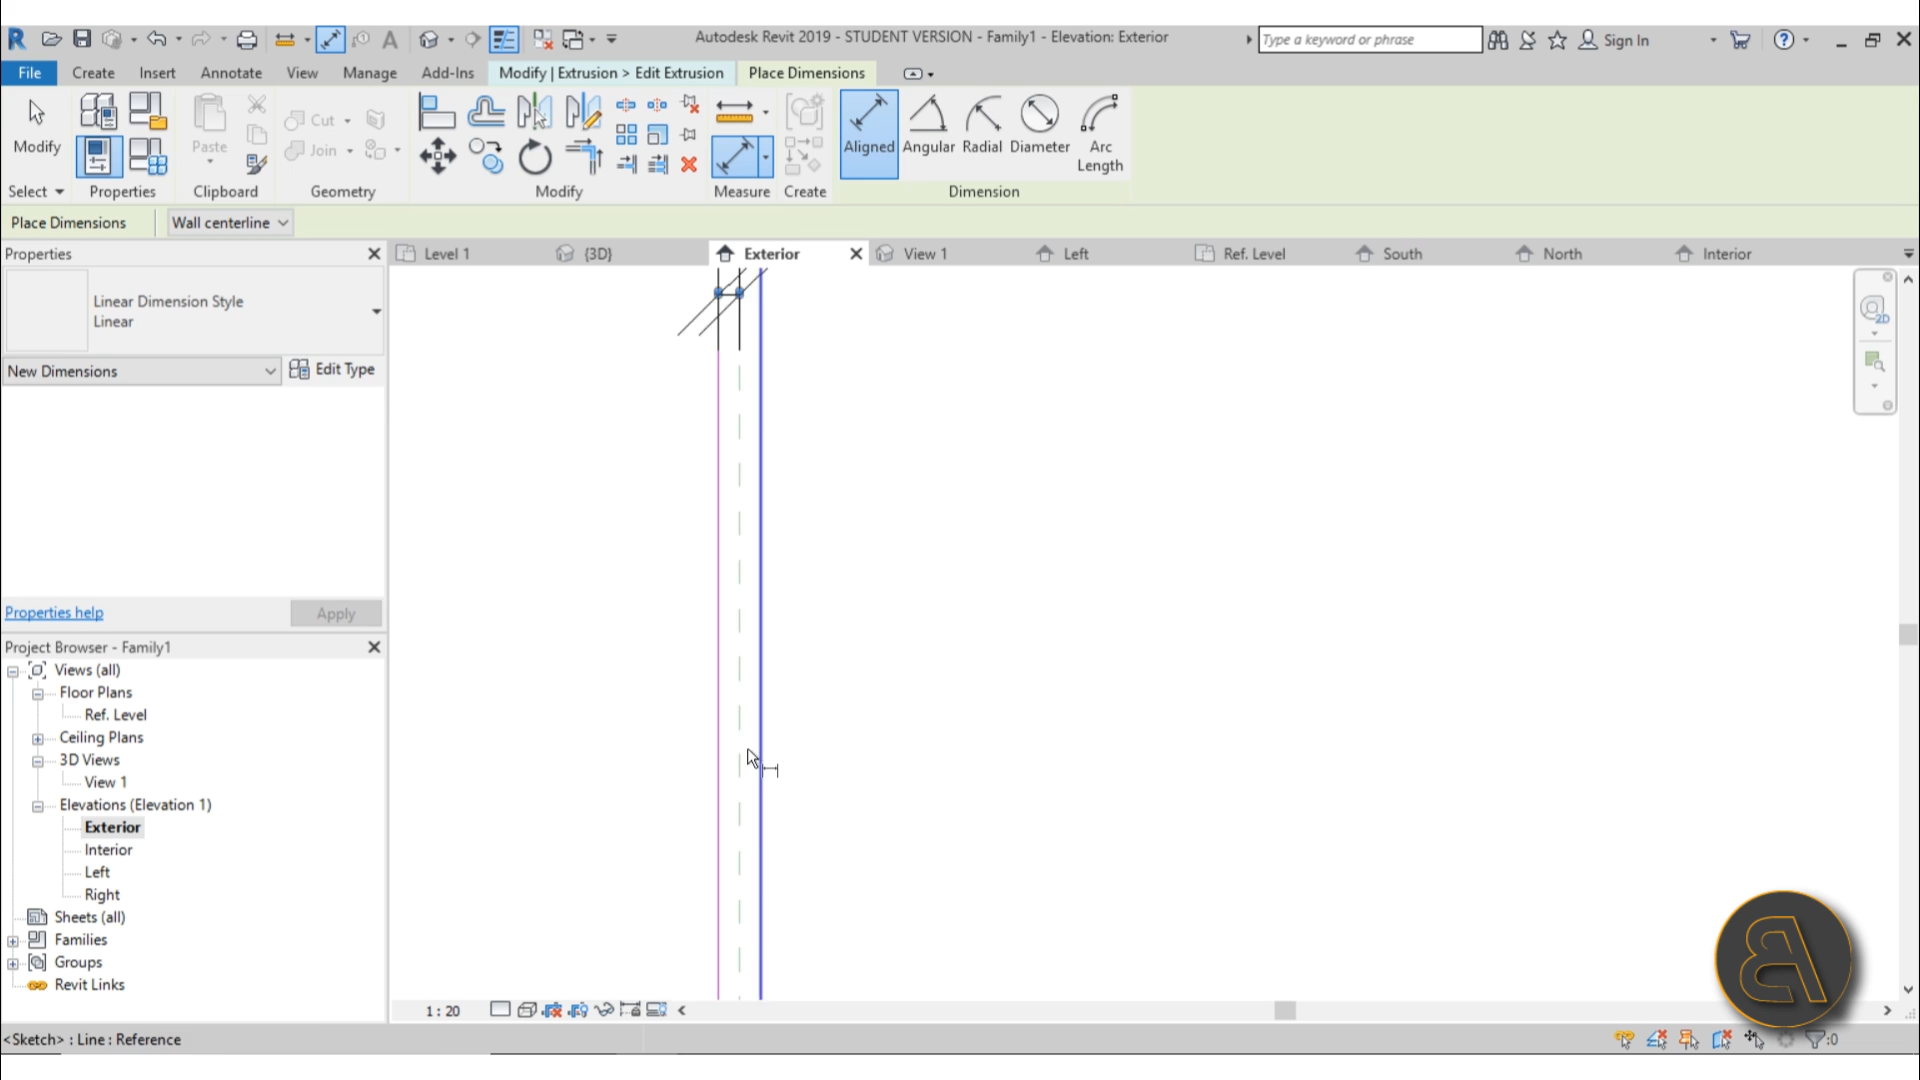 Autodesk Revit 2019 - STUDENT VERSION - Family1 - Elevation: Exterior
Type a keyword or phrase
Sign In
File Create Insert Annotate View Manage Add-Ins Modify | Extrusion > Edit Extrusion Place Dimensions
Modify Paste Cut Join Aligned Angular Radial Diameter Arc Length
Select Properties Clipboard Geometry Modify Measure Create Dimension
Place Dimensions Wall centerline
Properties
Level 1 {3D} Exterior View 1 Left Ref. Level South North Interior
Linear Dimension Style
Linear
2D
New Dimensions Edit Type
Properties help Apply
Project Browser - Family1
Views (all)
Floor Plans
Ref. Level
Ceiling Plans
3D Views
View 1
Elevations (Elevation 1)
Exterior
Interior
Left
Right
Sheets (all)
Families
Groups
Revit Links
1 : 20
<Sketch> : Line : Reference
:0